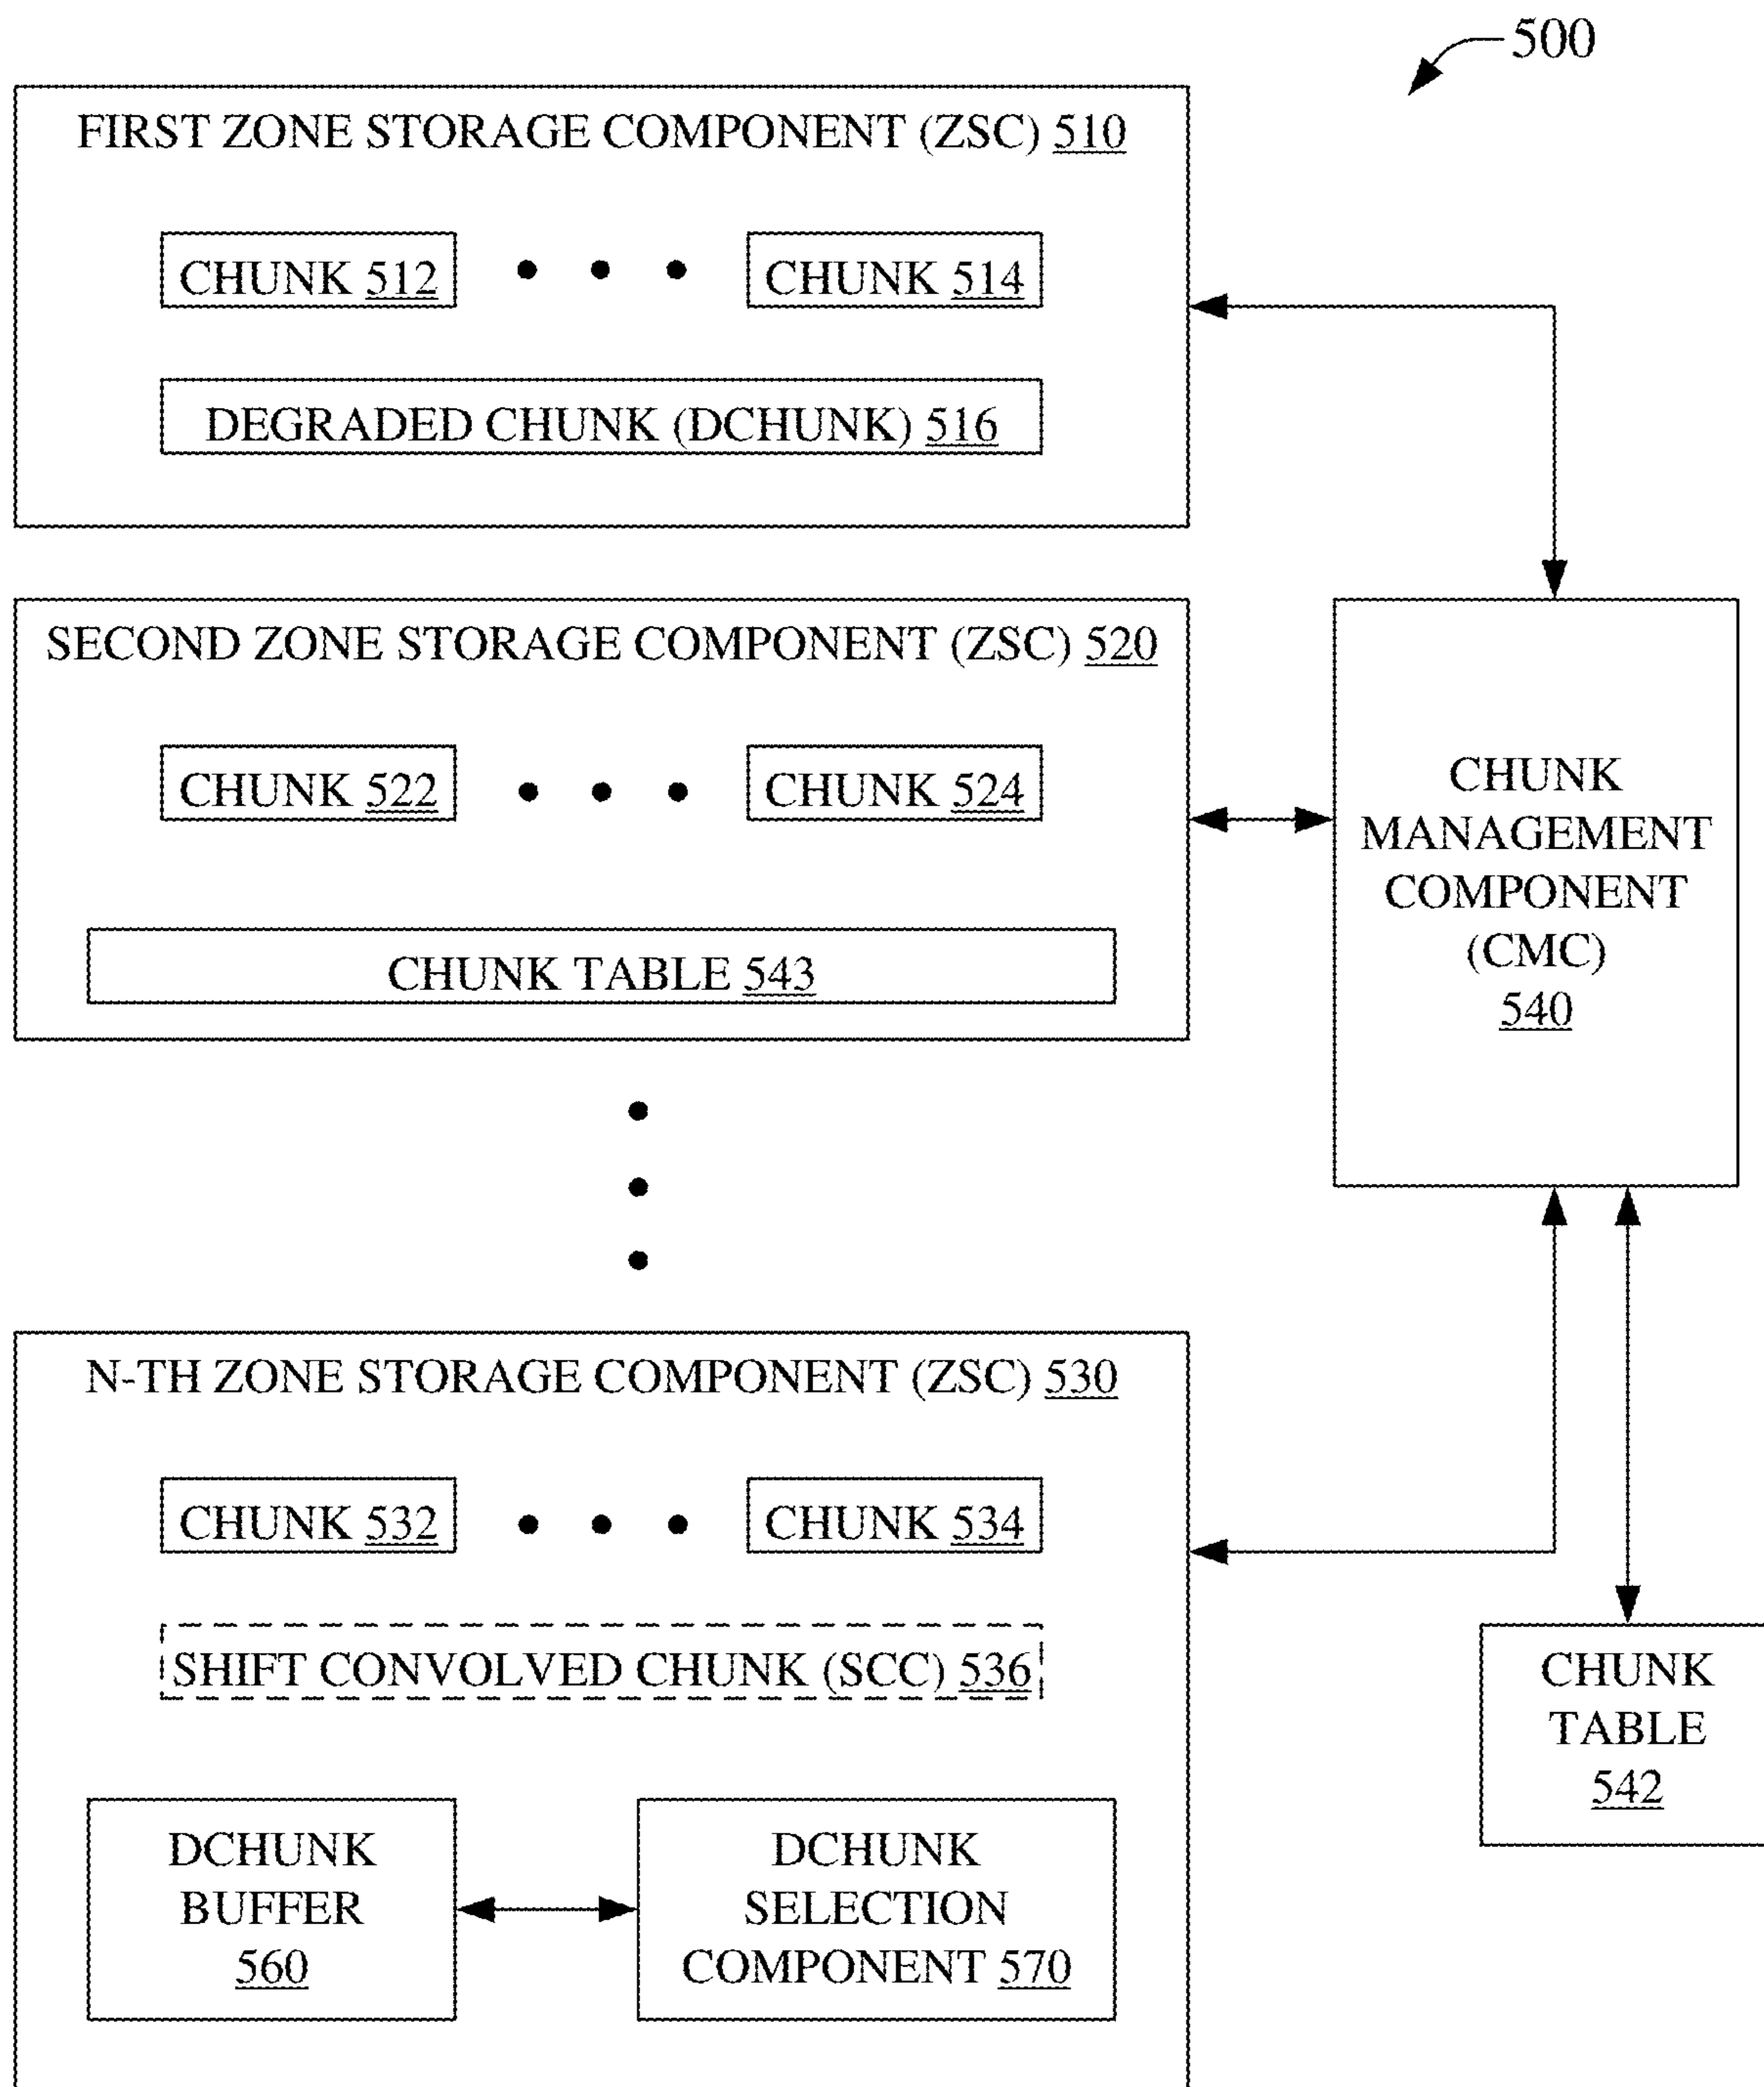 500
FIRST ZONE STORAGE COMPONENT (ZSC) 510
CHUNK 512
CHUNK 514
DEGRADED CHUNK (DCHUNK) 516
SECOND ZONE STORAGE COMPONENT (ZSC) 520
CHUNK 522
CHUNK 524
CHUNK TABLE 543
CHUNK
MANAGEMENT
COMPONENT
(CMC)
540
N-TH ZONE STORAGE COMPONENT (ZSC) 530
CHUNK 532
CHUNK 534
SHIFT CONVOLVED CHUNK (SCC) 536
DCHUNK
BUFFER
560
DCHUNK
SELECTION
COMPONENT 570
CHUNK
TABLE
542